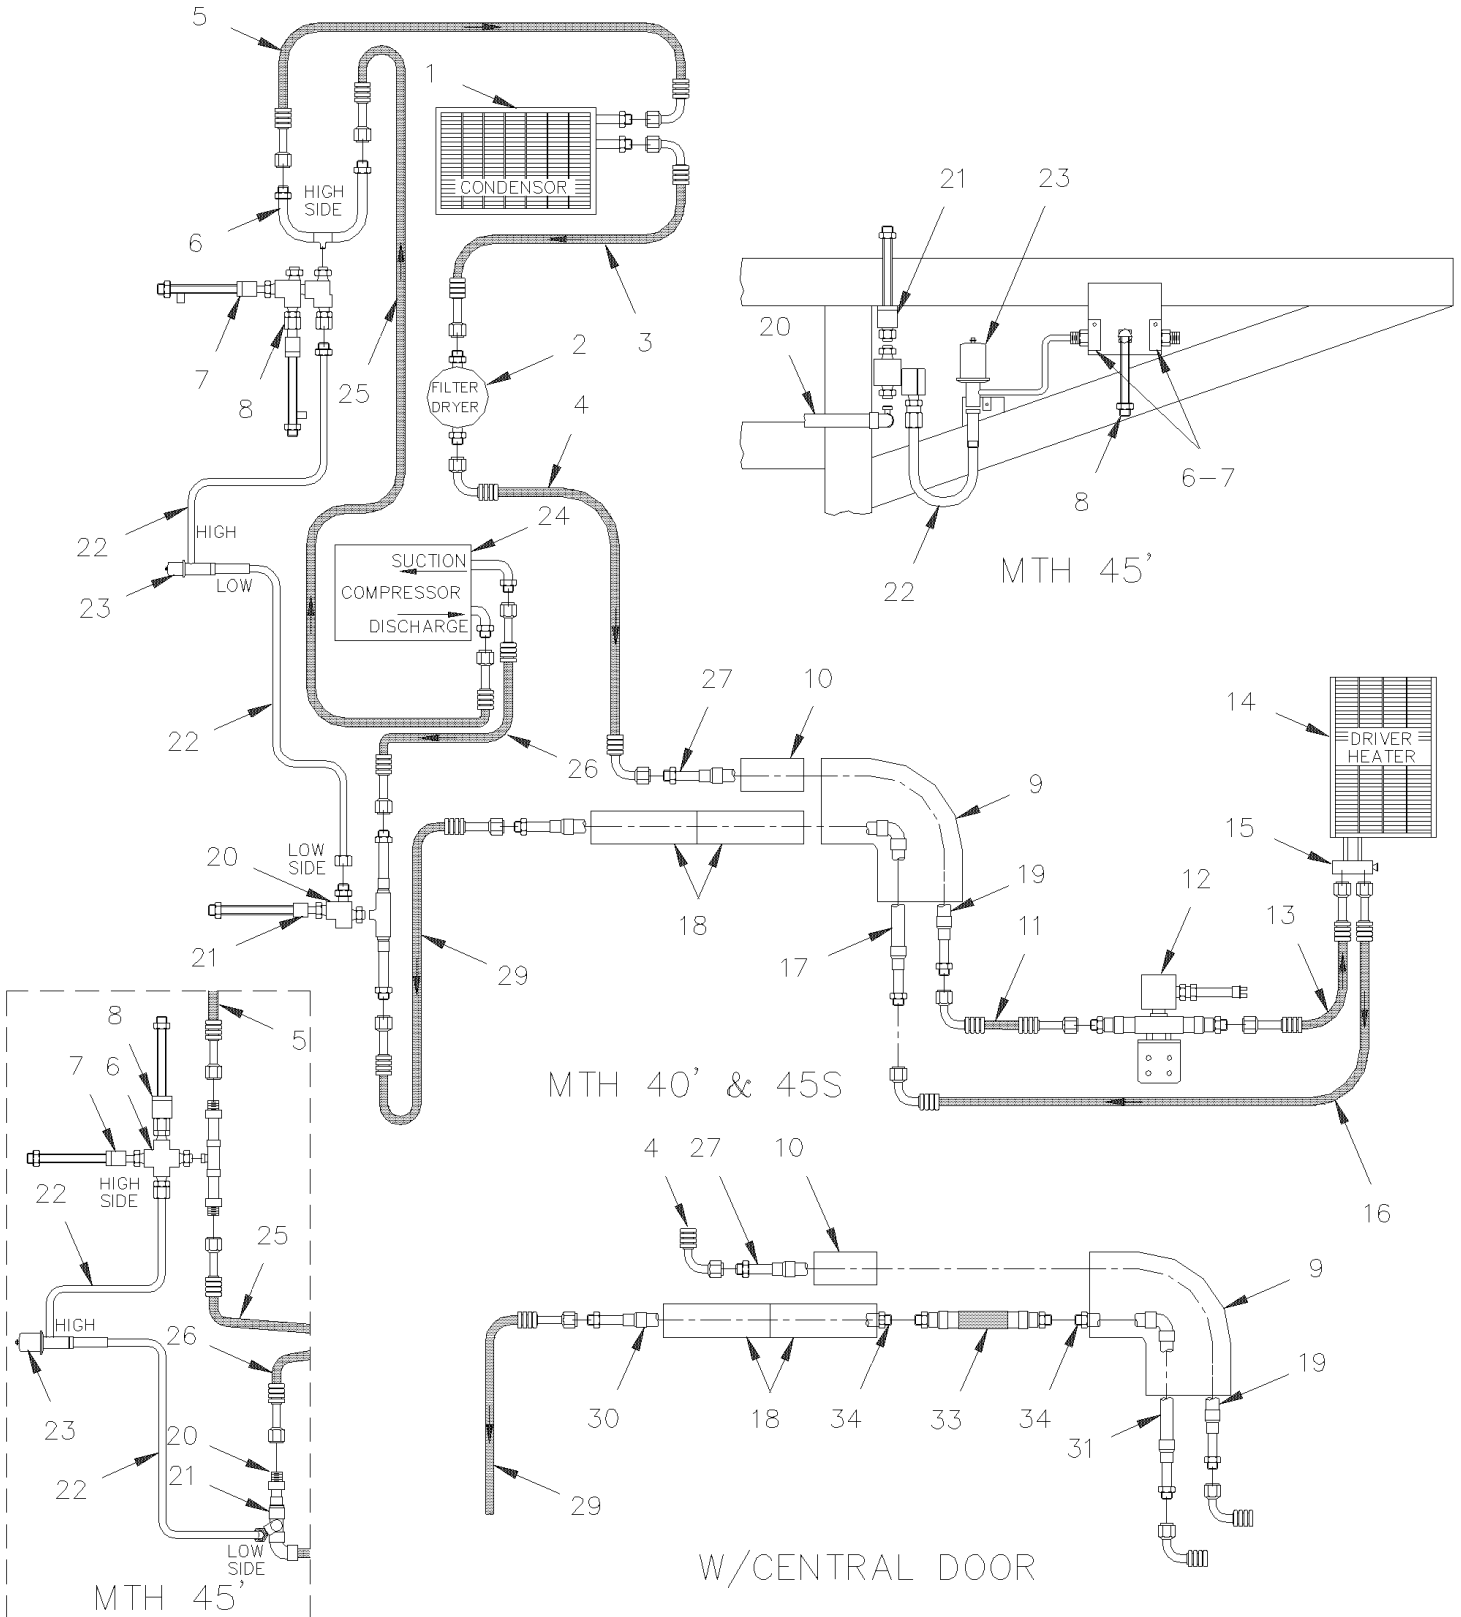 5
1
CONDENSOR
HIGH
SIDE
6
7
8
25
3
2
FILTER
DRYER
4
21
23
20
6-7
8
22
MTH 45'
22
HIGH
LOW
23
24
SUCTION
COMPRESSOR
DISCHARGE
22
26
27
10
9
14
DRIVER
HEATER
15
LOW
SIDE
20
21
29
18
17
19
11
12
13
16
MTH 40' & 45S
8
5
7
6
HIGH
SIDE
22
25
HIGH
26
23
20
22
21
LOW
SIDE
MTH 45'
4
27
10
9
30
18
34
33
34
31
19
29
W/CENTRAL DOOR